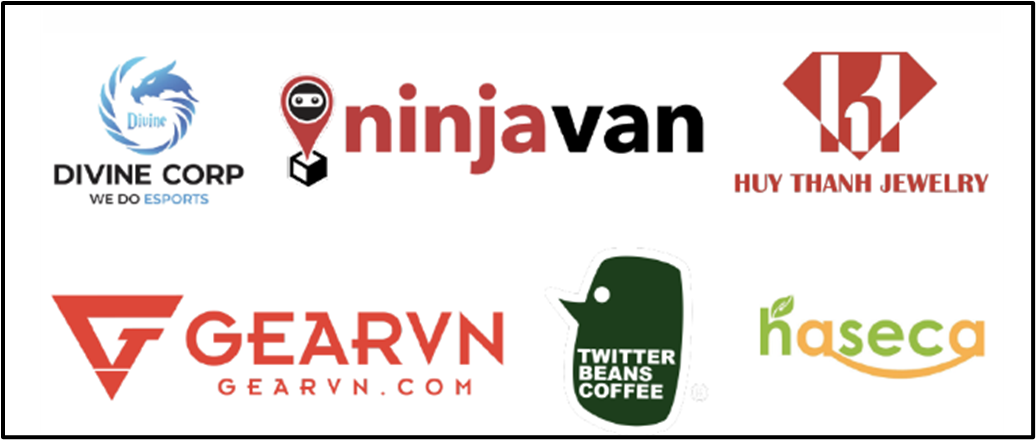 Divine
DIVINE CORP
WE DO ESPORTS
ninjavan
HUY THANH JEWELRY
GEARVN
GEARVN.COM
TWITTER
BEANS
COFFEE
®
haseca